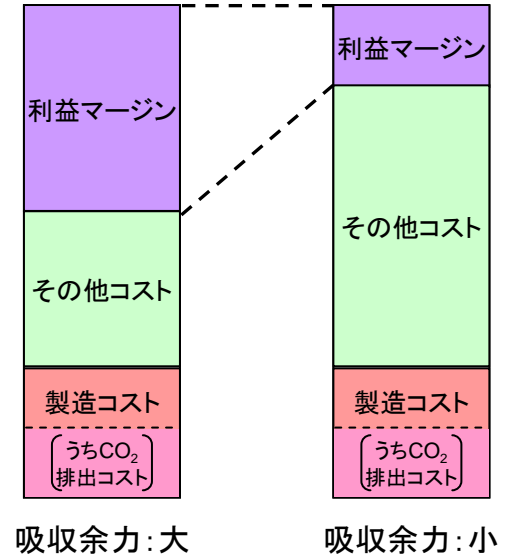 利益マージン
その他コスト
製造コスト
うちCO₂
排出コスト
吸収余力:大
利益マージン
その他コスト
製造コスト
うちCO₂
排出コスト
吸収余力:小